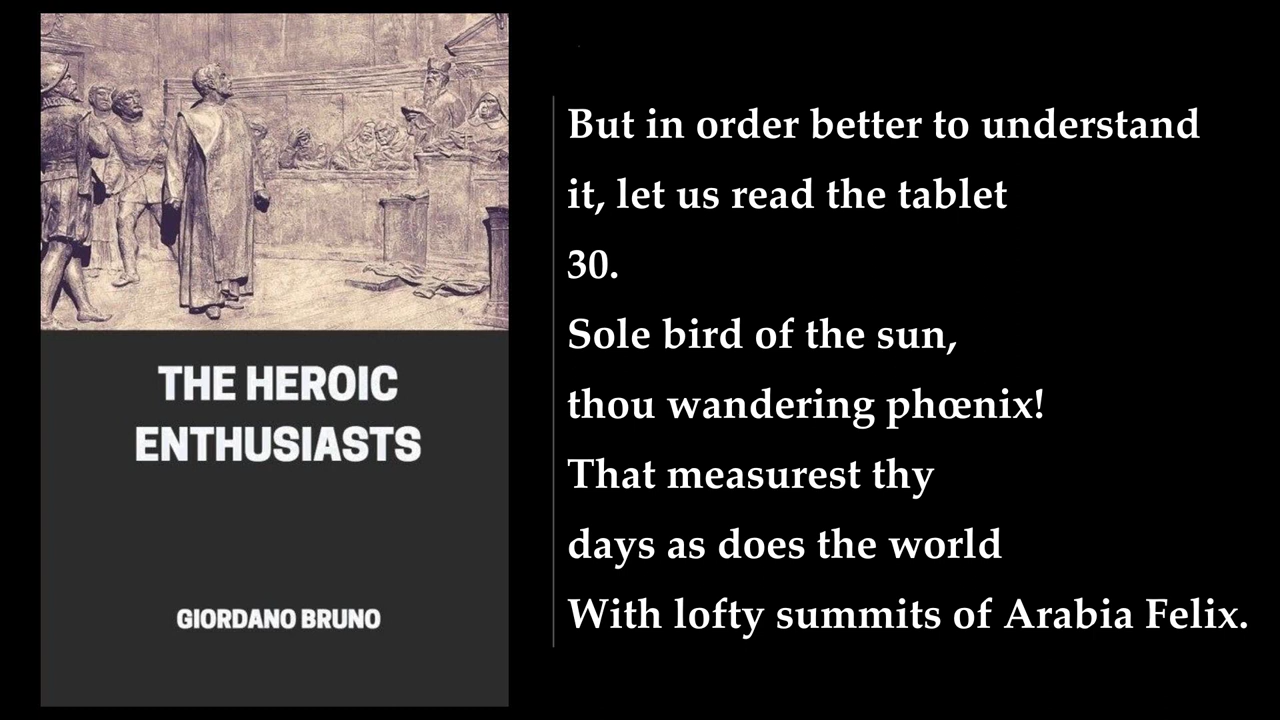 THE HEROIC
ENTHUSIASTS
GIORDANO BRUNO
But in order better to understand
it, let us read the tablet
30.
Sole bird of the sun,
thou wandering phœnix!
That measurest thy
days as does the world
With lofty summits of Arabia Felix.